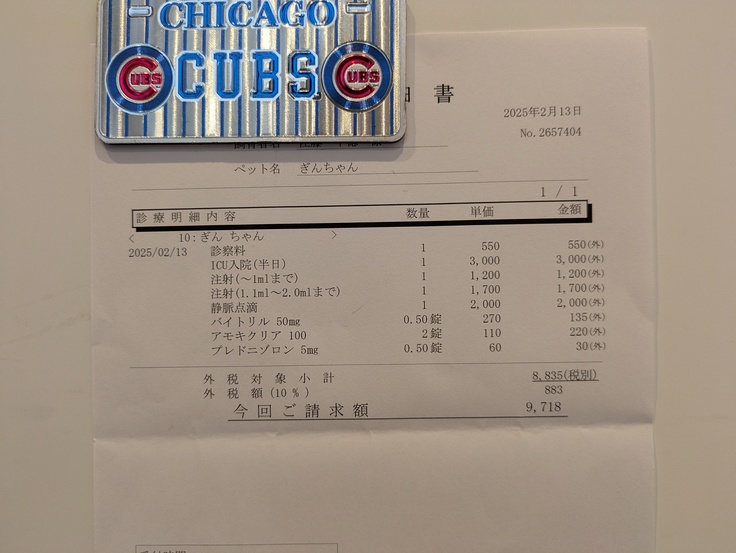 CHICAGO
CUBS CUBS CUBS
書
2025年2月13日
No.2657404
ペット名 ぎんちゃん
1 / 1
診療明細内容 数量 単価 金額
< 10:ぎん ちゃん >
2025/02/13 診察料 1 550 550(外)
ICU入院(半日) 1 3,000 3,000(外)
注射(~1mlまで) 1 1,200 1,200(外)
注射(1.1ml~2.0mlまで) 1 1,700 1,700(外)
静脈点滴 1 2,000 2,000(外)
バイトリル 50mg 0.50錠 270 135(外)
アモキクリア 100 2錠 110 220(外)
プレドニゾロン 5mg 0.50錠 60 30(外)
外税対象小計 8,835(税別)
外税額(10%) 883
今回ご請求額 9,718